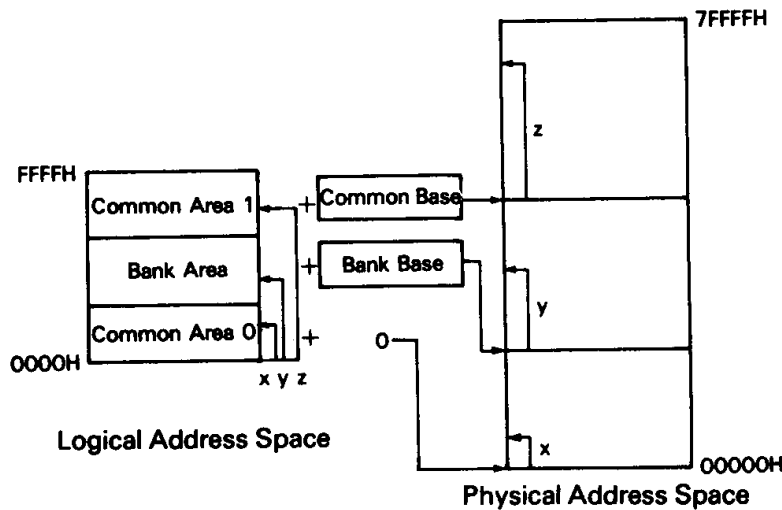 7FFFFH
z
FFFFH
Common Area 1
+
Common Base
Bank Area
+
Bank Base
y
Common Area 0
+
0
0000H
x y z
Logical Address Space
x
00000H
Physical Address Space